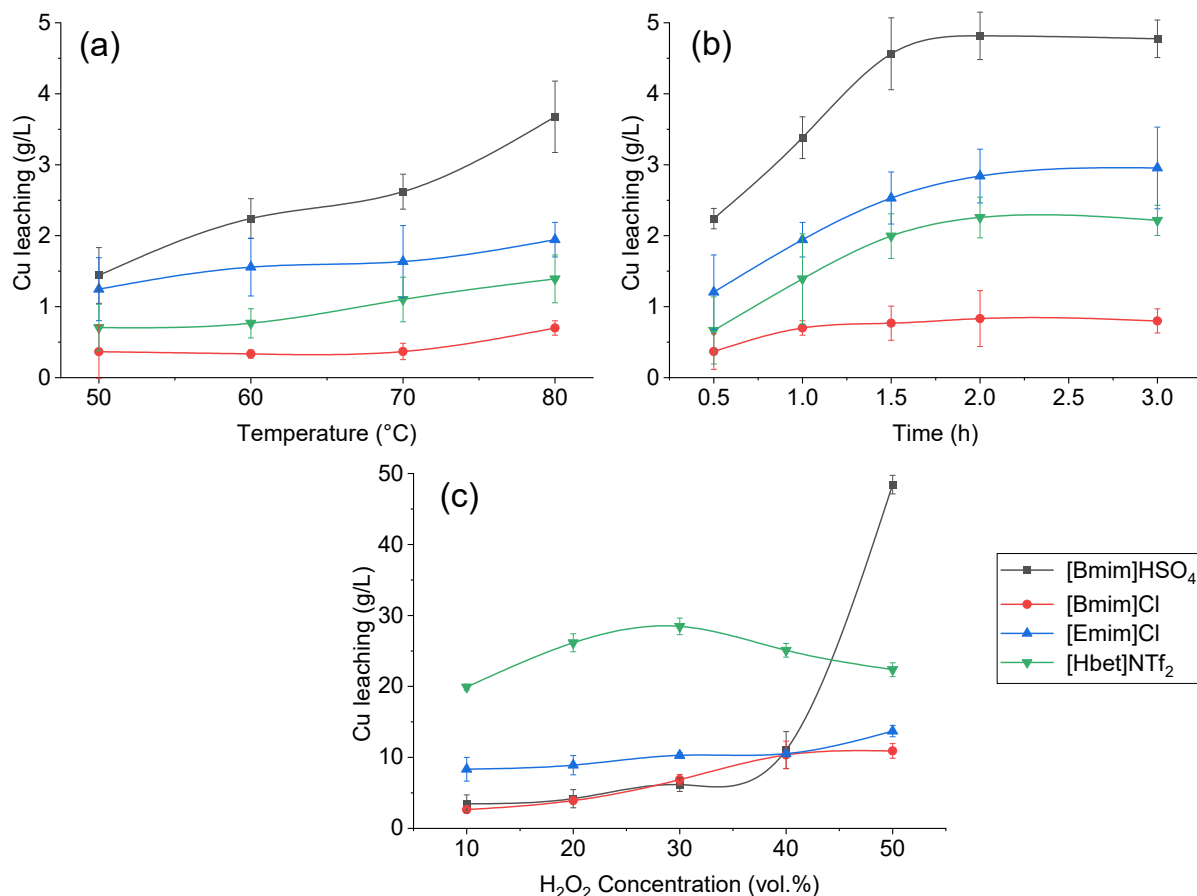 (a)
Cu leaching (g/L)
5
4
3
2
1
0
50 60 70 80
Temperature (°C)
(b)
Cu leaching (g/L)
5
4
3
2
1
0
0.5 1.0 1.5 2.0 2.5 3.0
Time (h)
(c)
Cu leaching (g/L)
50
40
30
20
10
0
10 20 30 40 50
H₂O₂ Concentration (vol.%)
[Bmim]HSO₄
[Bmim]Cl
[Emim]Cl
[Hbet]NTf₂